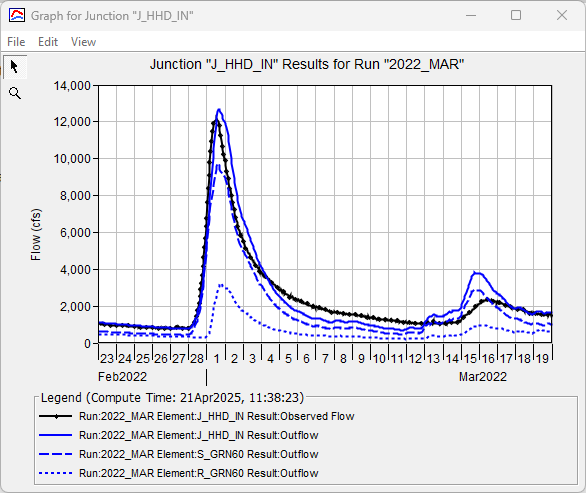 Graph for Junction "J_HHD_IN"
File Edit View
Junction "J_HHD_IN" Results for Run "2022_MAR"
14,000
12,000
10,000
8,000
6,000
4,000
2,000
0
Flow (cfs)
23 24 25 26 27 28 1 2 3 4 5 6 7 8 9 10 11 12 13 14 15 16 17 18 19
Feb2022 Mar2022
Legend (Compute Time: 21Apr2025, 11:38:23)
Run:2022_MAR Element:J_HHD_IN Result:Observed Flow
Run:2022_MAR Element:J_HHD_IN Result:Outflow
Run:2022_MAR Element:S_GRN60 Result:Outflow
Run:2022_MAR Element:R_GRN60 Result:Outflow